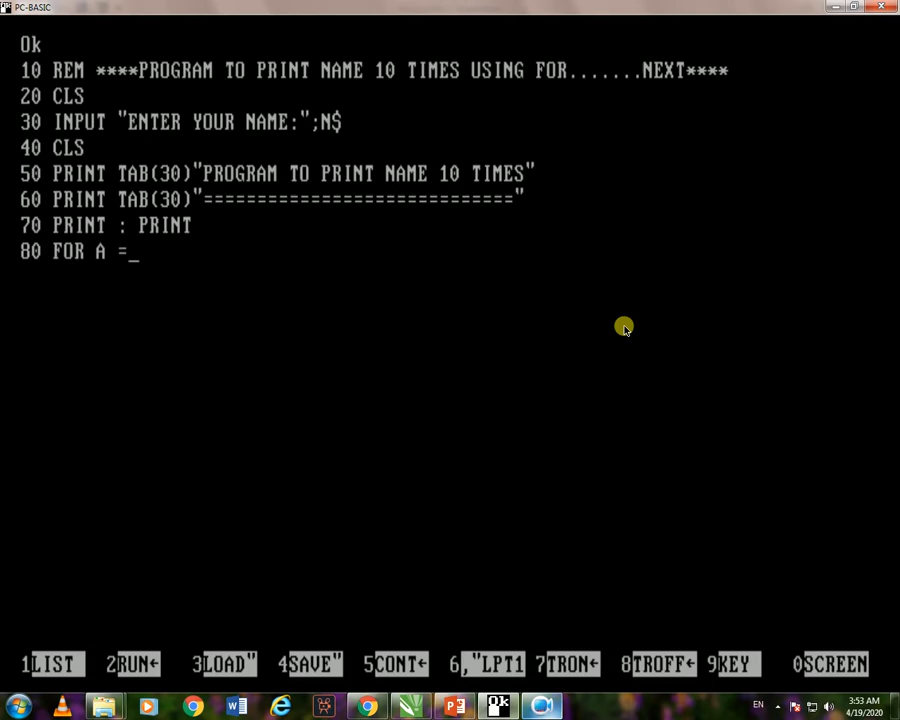 PC-BASIC
Ok
10 REM ****PROGRAM TO PRINT NAME 10 TIMES USING FOR.......NEXT****
20 CLS
30 INPUT "ENTER YOUR NAME:";N$
40 CLS
50 PRINT TAB(30)"PROGRAM TO PRINT NAME 10 TIMES"
60 PRINT TAB(30)"============================="
70 PRINT : PRINT
80 FOR A =_
1LIST 2RUN← 3LOAD" 4SAVE" 5CONT← 6,"LPT1 7TRON← 8TROFF← 9KEY 0SCREEN
EN
3:53 AM
4/19/2020